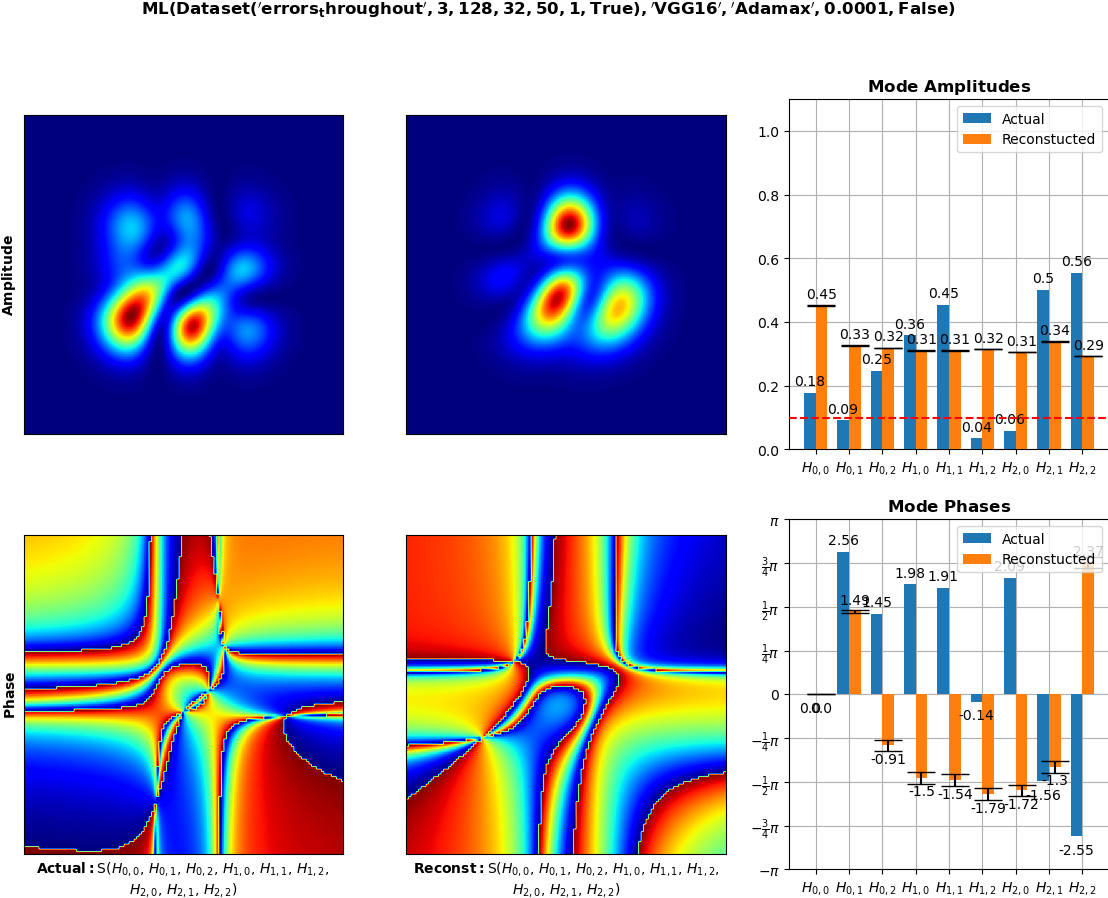 ML(Dataset('errors_throughout', 3, 128, 32, 50, 1, True), 'VGG16', 'Adamax', 0.0001, False)
Amplitude
Mode Amplitudes
Actual
Reconstucted
1.0
0.8
0.6
0.4
0.2
0.0
0.18 0.09 0.25 0.36 0.45 0.04 0.06 0.5 0.56
0.45 0.33 0.32 0.31 0.31 0.32 0.31 0.34 0.29
H0,0 H0,1 H0,2 H1,0 H1,1 H1,2 H2,0 H2,1 H2,2
Phase
Actual: S(H0,0, H0,1, H0,2, H1,0, H1,1, H1,2,
H2,0, H2,1, H2,2)
Reconst: S(H0,0, H0,1, H0,2, H1,0, H1,1, H1,2,
H2,0, H2,1, H2,2)
Mode Phases
Actual
Reconstucted
π
3/4π
1/2π
1/4π
0
−1/4π
−1/2π
−3/4π
−π
0.0 2.56 1.45 1.98 1.91 -0.14 2.09 -1.56 -2.55
0.0 1.49 -0.91 -1.5 -1.54 -1.79 -1.72 -1.3 2.37
H0,0 H0,1 H0,2 H1,0 H1,1 H1,2 H2,0 H2,1 H2,2